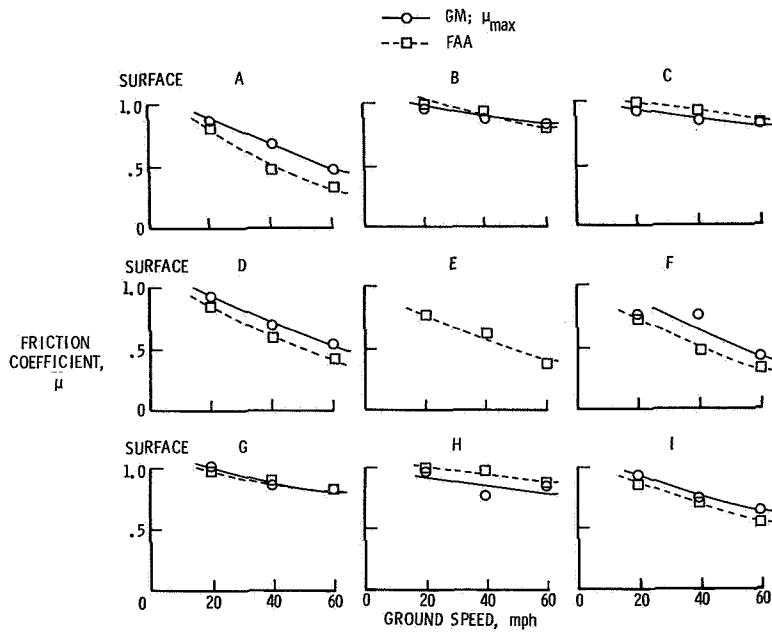 GM; μmax
FAA
SURFACE A B C
1.0
.5
0
SURFACE D E F
1.0
.5
0
FRICTION
COEFFICIENT,
μ
SURFACE G H I
1.0
.5
0 20 40 60 0 20 40 60 0 20 40 60
GROUND SPEED, mph